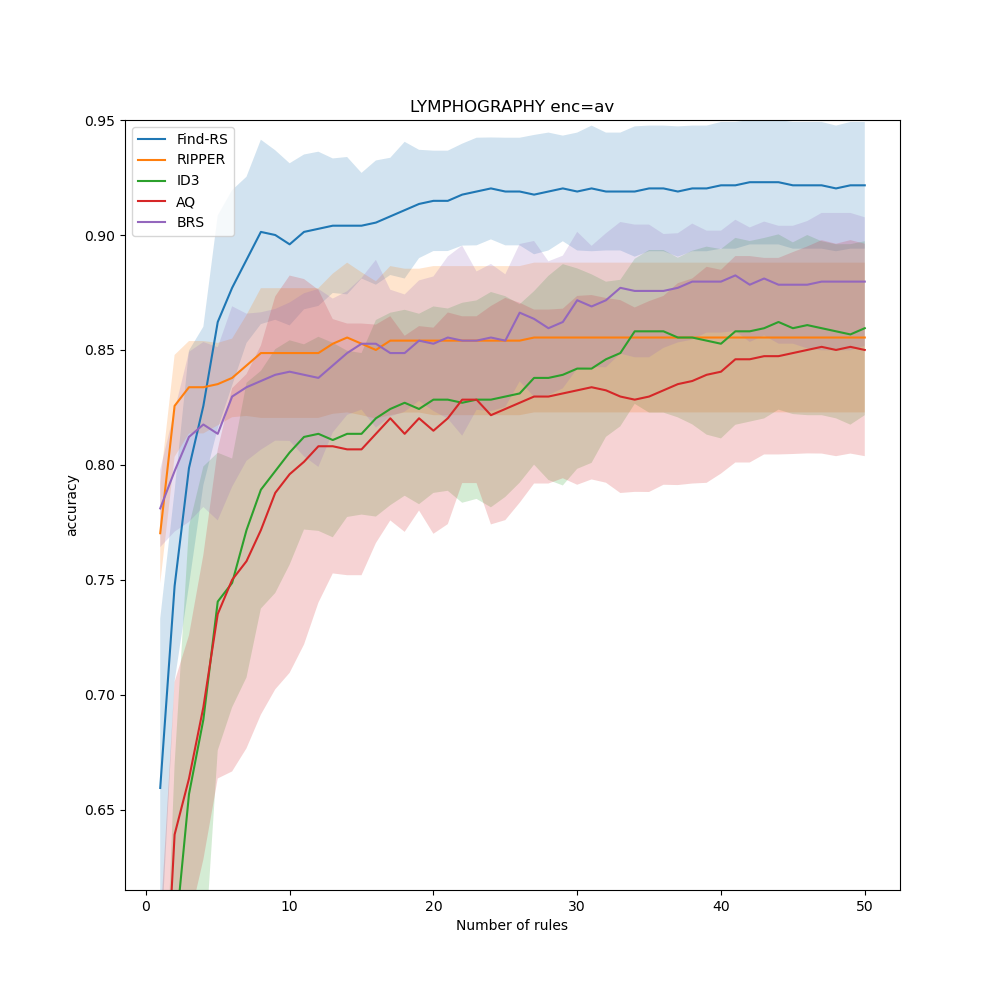 LYMPHOGRAPHY enc=av
0.95
0.90
0.85
0.80
0.75
0.70
0.65
accuracy
Find-RS
RIPPER
ID3
AQ
BRS
0 10 20 30 40 50
Number of rules